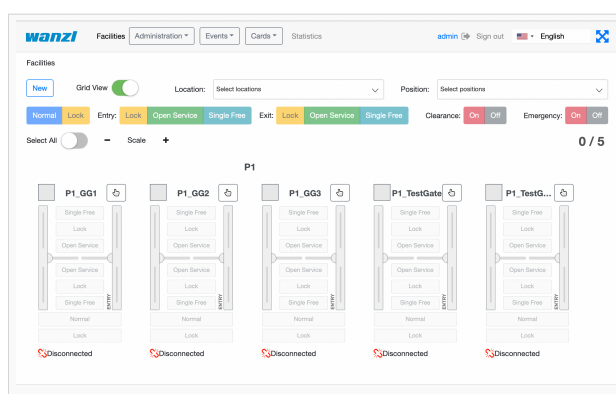 wanzl Facilities Administration Events Cards Statistics admin Sign out English
Facilities
New Grid View Location: Select locations Position: Select positions
Normal Lock Entry: Lock Open Service Single Free Exit: Lock Open Service Single Free Clearance: On Off Emergency: On Off
Select All - Scale + 0 / 5
P1
P1_GG1 P1_GG2 P1_GG3 P1_TestGate P1_TestG...
Single Free Single Free Single Free Single Free Single Free
Lock Lock Lock Lock Lock
Open Service Open Service Open Service Open Service Open Service
Open Service Open Service Open Service Open Service Open Service
Lock Lock Lock Lock Lock
Single Free ENTRY Single Free ENTRY Single Free ENTRY Single Free ENTRY Single Free ENTRY
Normal Normal Normal Normal Normal
Lock Lock Lock Lock Lock
Disconnected Disconnected Disconnected Disconnected Disconnected